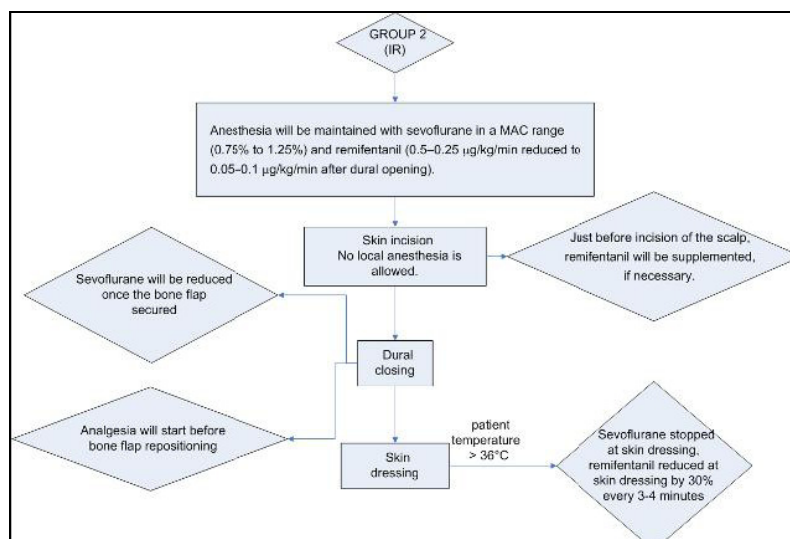 GROUP 2
(IR)
Anesthesia will be maintained with sevoflurane in a MAC range
(0.75% to 1.25%) and remifentanil (0.5–0.25 µg/kg/min reduced to
0.05–0.1 µg/kg/min after dural opening).
Skin incision
No local anesthesia is
allowed.
Just before incision of the scalp,
remifentanil will be supplemented,
if necessary.
Sevoflurane will be reduced
once the bone flap
secured
Dural
closing
Analgesia will start before
bone flap repositioning
Skin
dressing
patient
temperature
> 36°C
Sevoflurane stopped
at skin dressing,
remifentanil reduced at
skin dressing by 30%
every 3-4 minutes